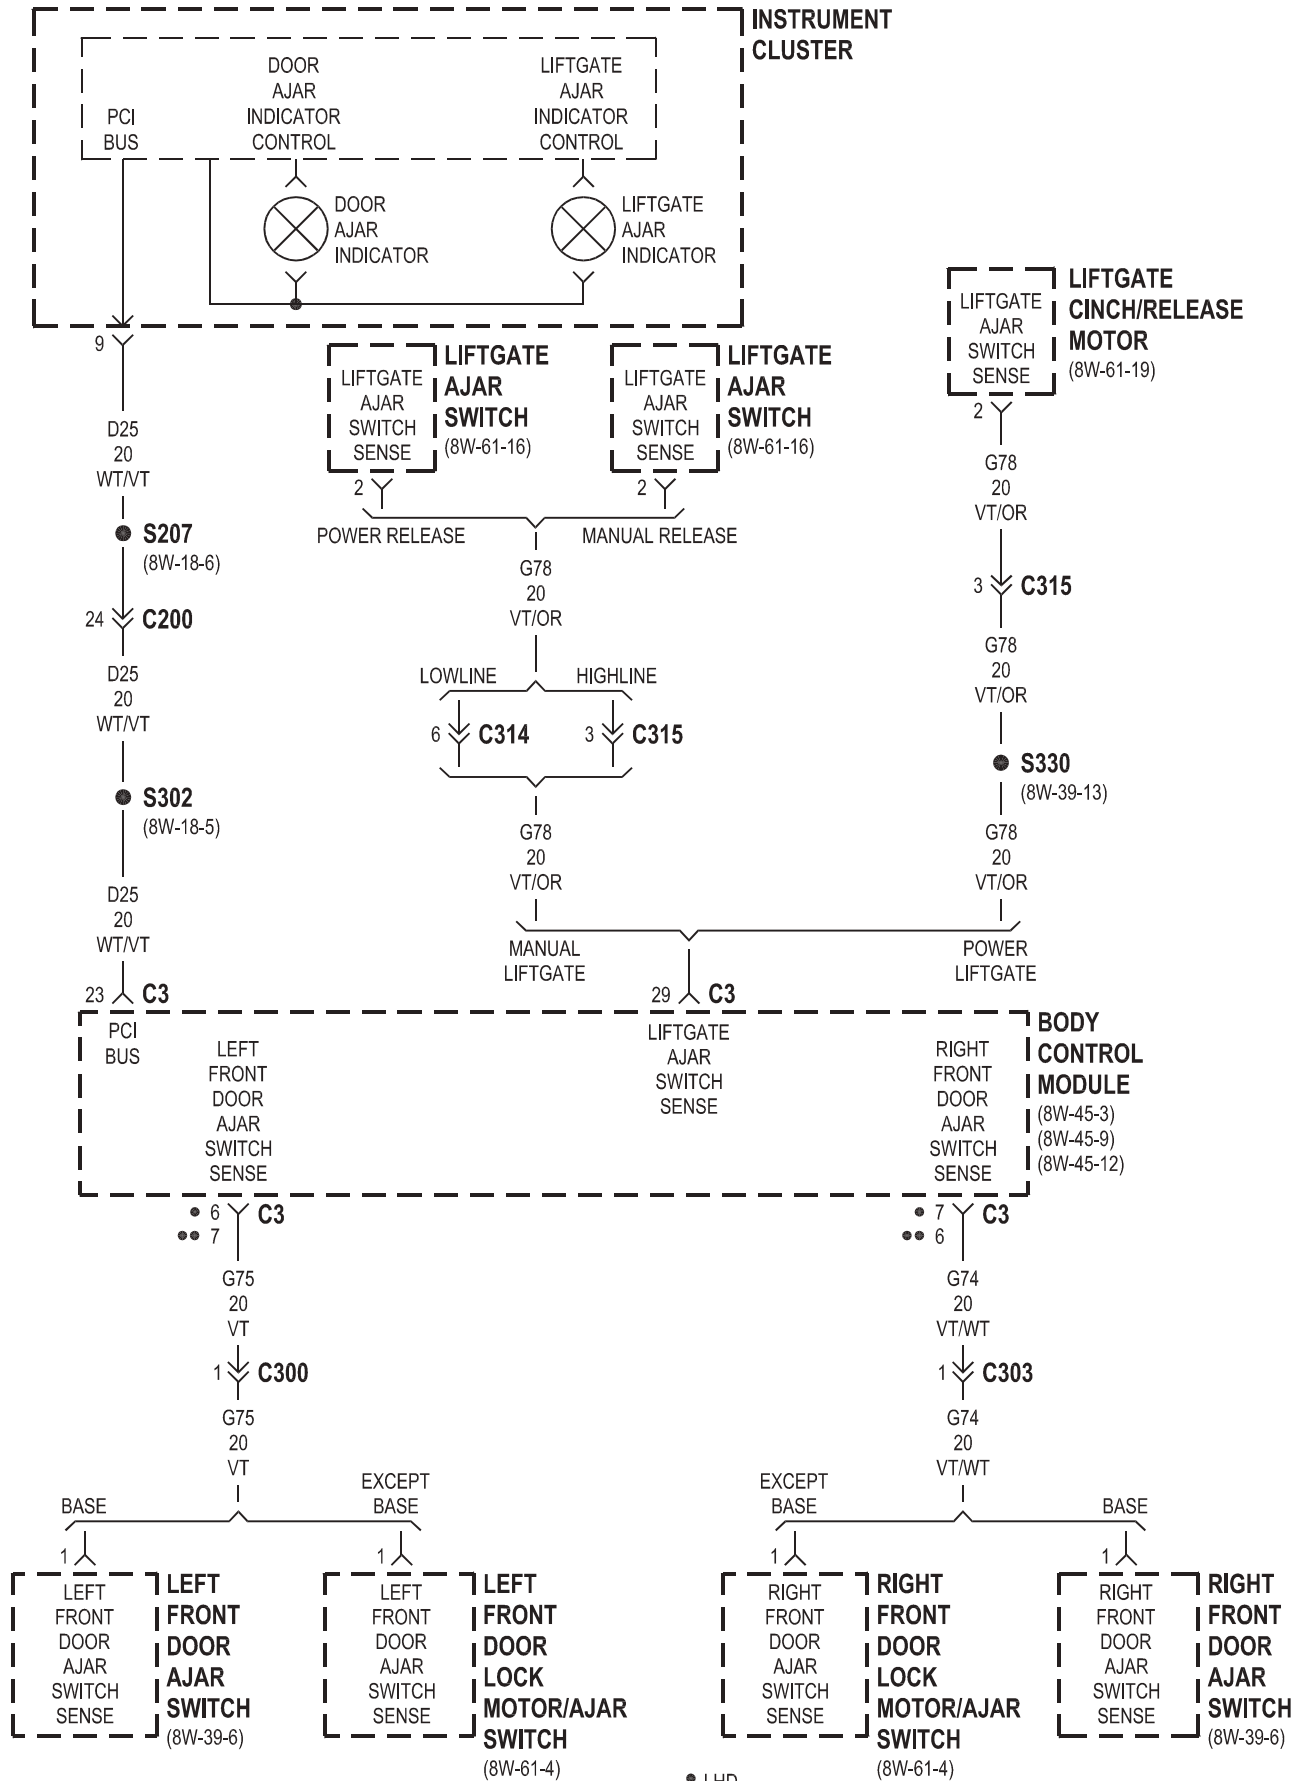 INSTRUMENT
CLUSTER
DOOR
AJAR
INDICATOR
CONTROL
LIFTGATE
AJAR
INDICATOR
CONTROL
PCI
BUS
DOOR
AJAR
INDICATOR
LIFTGATE
AJAR
INDICATOR
9
LIFTGATE
AJAR
SWITCH
SENSE
LIFTGATE
CINCH/RELEASE
MOTOR
(8W-61-19)
2
LIFTGATE
AJAR
SWITCH
SENSE
LIFTGATE
AJAR
SWITCH
(8W-61-16)
2
LIFTGATE
AJAR
SWITCH
SENSE
LIFTGATE
AJAR
SWITCH
(8W-61-16)
2
POWER RELEASE
MANUAL RELEASE
D25
20
WT/VT
S207
(8W-18-6)
24
C200
D25
20
WT/VT
S302
(8W-18-5)
D25
20
WT/VT
23
C3
G78
20
VT/OR
LOWLINE
HIGHLINE
6
C314
3
C315
G78
20
VT/OR
G78
20
VT/OR
3
C315
G78
20
VT/OR
S330
(8W-39-13)
G78
20
VT/OR
MANUAL
LIFTGATE
POWER
LIFTGATE
29
C3
PCI
BUS
LEFT
FRONT
DOOR
AJAR
SWITCH
SENSE
LIFTGATE
AJAR
SWITCH
SENSE
RIGHT
FRONT
DOOR
AJAR
SWITCH
SENSE
BODY
CONTROL
MODULE
(8W-45-3)
(8W-45-9)
(8W-45-12)
● 6
●● 7
C3
● 7
●● 6
C3
G75
20
VT
1
C300
G75
20
VT
G74
20
VT/WT
1
C303
G74
20
VT/WT
BASE
EXCEPT
BASE
EXCEPT
BASE
BASE
1
1
1
1
LEFT
FRONT
DOOR
AJAR
SWITCH
SENSE
LEFT
FRONT
DOOR
AJAR
SWITCH
(8W-39-6)
LEFT
FRONT
DOOR
AJAR
SWITCH
SENSE
LEFT
FRONT
DOOR
LOCK
MOTOR/AJAR
SWITCH
(8W-61-4)
RIGHT
FRONT
DOOR
AJAR
SWITCH
SENSE
RIGHT
FRONT
DOOR
LOCK
MOTOR/AJAR
SWITCH
(8W-61-4)
RIGHT
FRONT
DOOR
AJAR
SWITCH
SENSE
RIGHT
FRONT
DOOR
AJAR
SWITCH
(8W-39-6)
● LHD